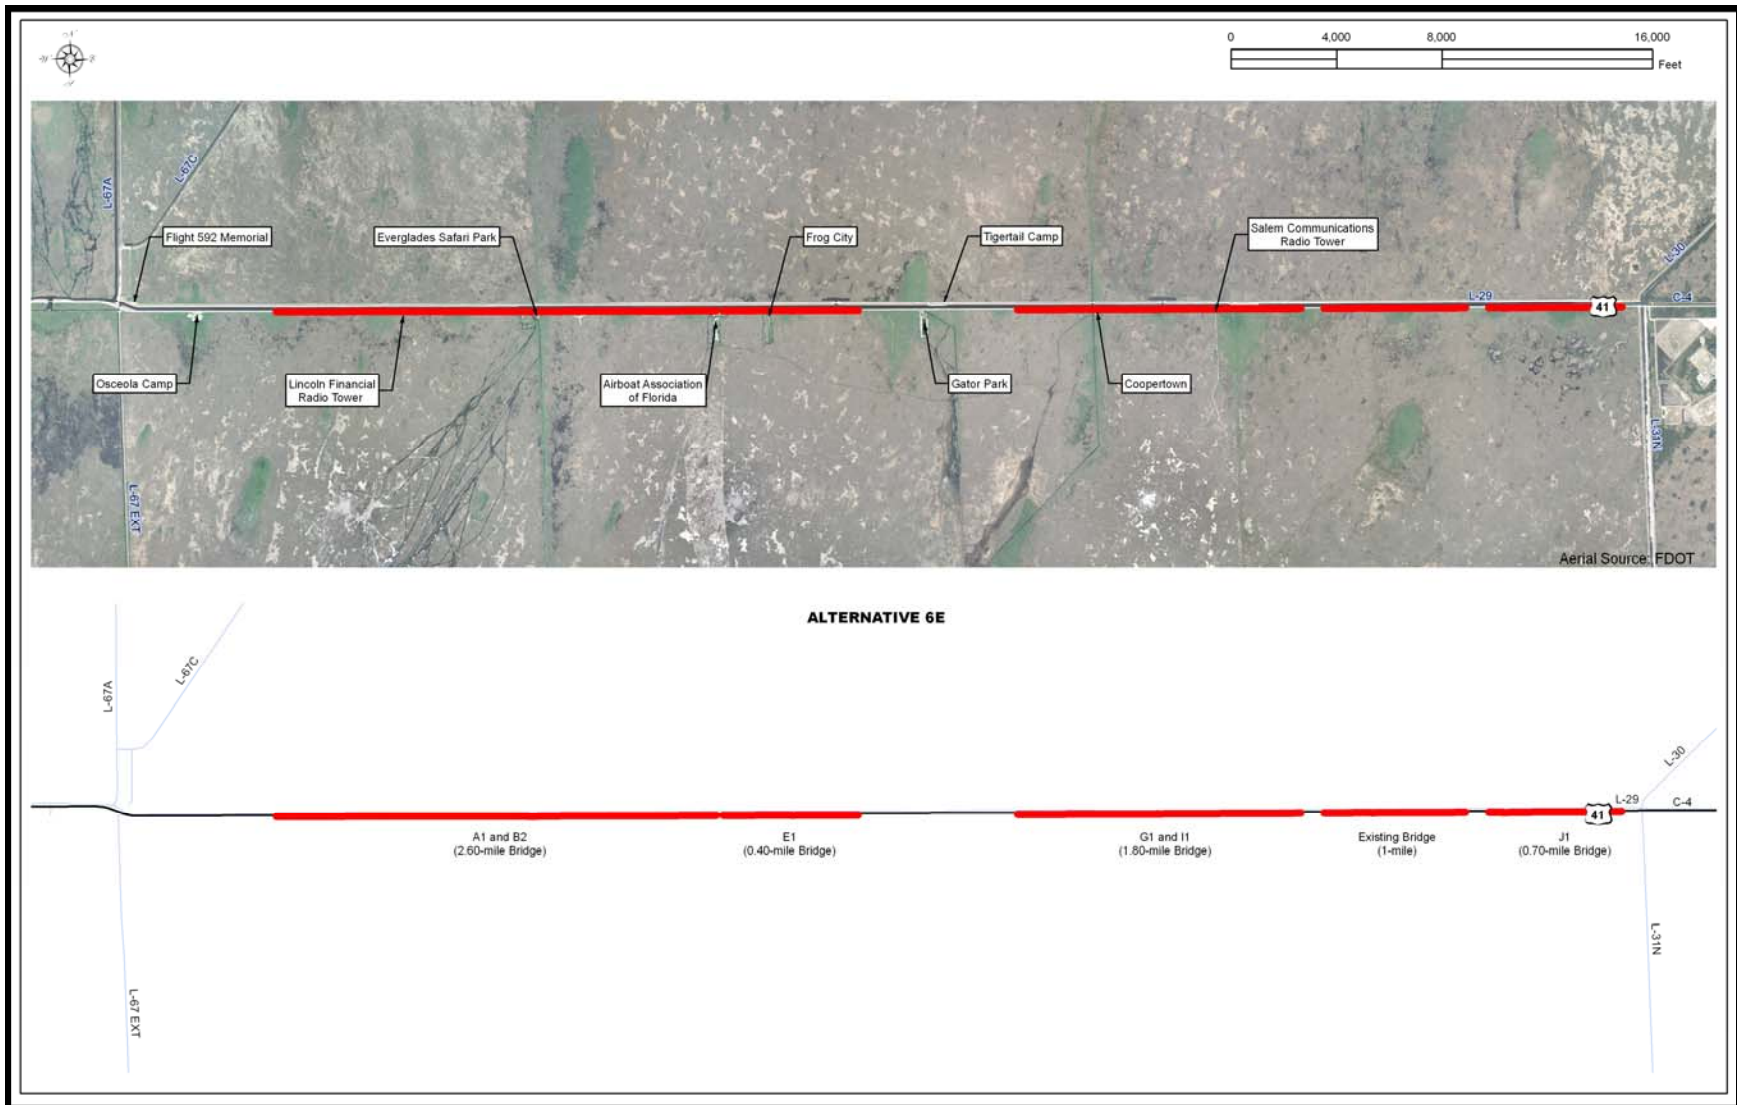 0 4,000 8,000 16,000
Feet
L-67A
L-67C
Flight 592 Memorial
Everglades Safari Park
Frog City
Tigertail Camp
Salem Communications
Radio Tower
L-30
L-29
C-4
41
Osceola Camp
Lincoln Financial
Radio Tower
Airboat Association
of Florida
Gator Park
Coopertown
L-31N
L-67 EXT
Aerial Source: FDOT
ALTERNATIVE 6E
L-67A
L-67C
L-30
L-29
C-4
41
A1 and B2
(2.60-mile Bridge)
E1
(0.40-mile Bridge)
G1 and I1
(1.80-mile Bridge)
Existing Bridge
(1-mile)
J1
(0.70-mile Bridge)
L-31N
L-67 EXT